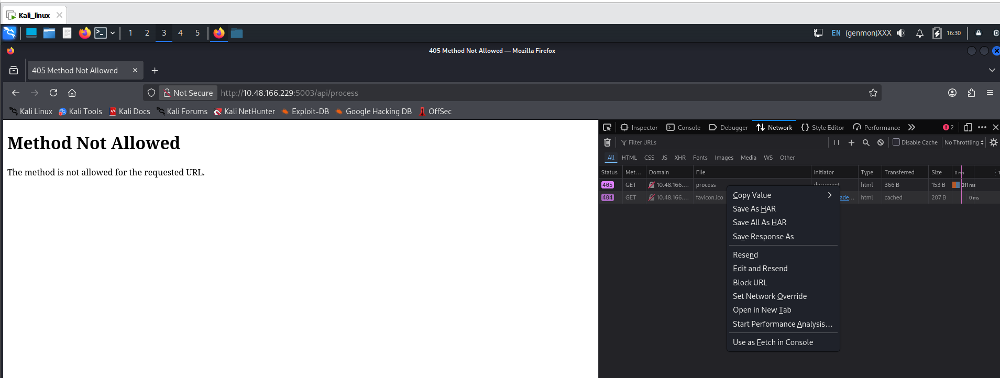 Kali_linux
1 2 3 4 5 EN (genmon)XXX 16:30
405 Method Not Allowed — Mozilla Firefox
405 Method Not Allowed
Not Secure http://10.48.166.229:5003/api/process
Kali Linux Kali Tools Kali Docs Kali Forums Kali NetHunter Exploit-DB Google Hacking DB OffSec
Method Not Allowed
The method is not allowed for the requested URL.
Inspector Console Debugger Network Style Editor Performance 2
Filter URLs Disable Cache No Throttling
All HTML CSS JS XHR Fonts Images Media WS Other
Status Met... Domain File Initiator Type Transferred Size 0 ms
405 GET 10.48.166.... process document html 366 B 153 B 211 ms
404 GET 10.48.166.... favicon.ico ade... html cached 207 B 0 ms
Copy Value
Save As HAR
Save All As HAR
Save Response As
Resend
Edit and Resend
Block URL
Set Network Override
Open in New Tab
Start Performance Analysis...
Use as Fetch in Console